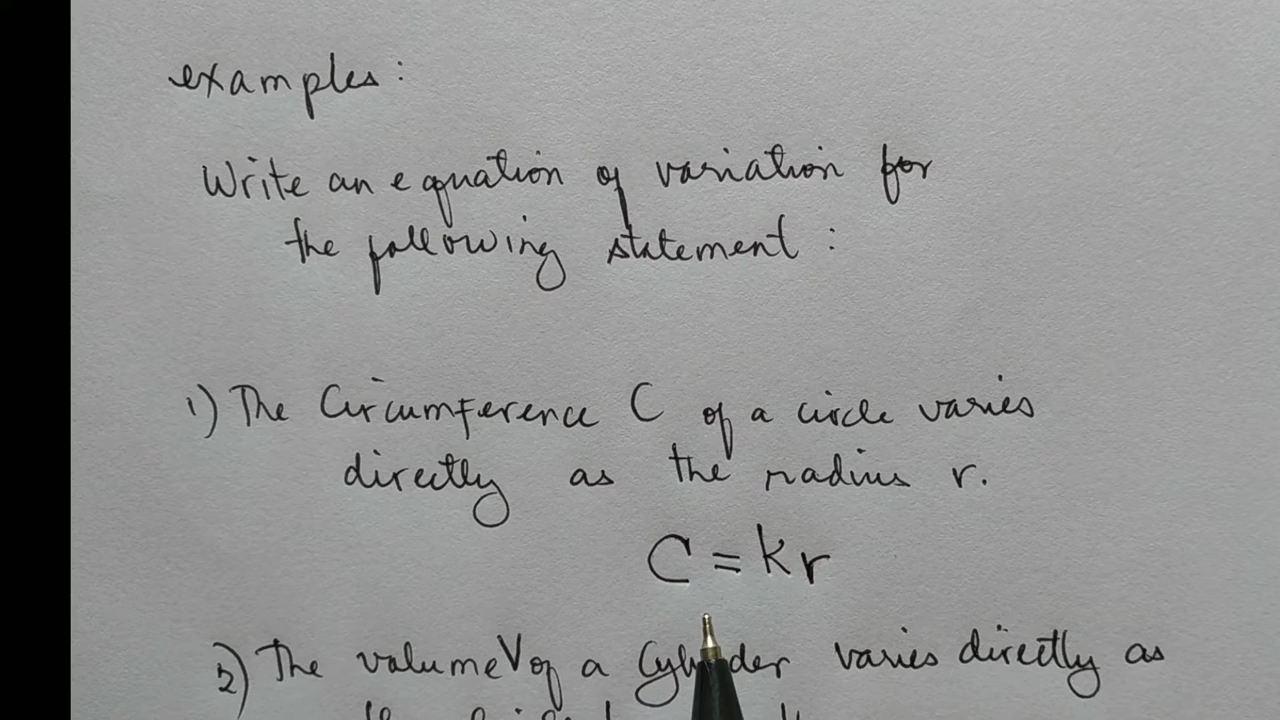 examples:
Write an equation of variation for
the following statement:
1) The Circumference C of a circle varies
directly as the radius r.
C = kr
2) The volume V of a Cylinder varies directly as